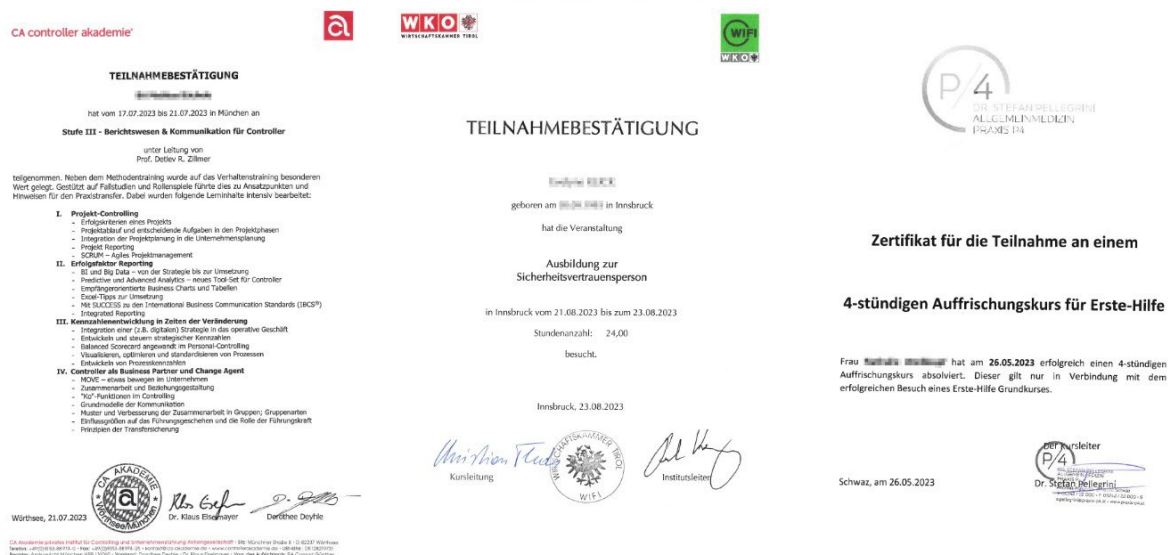 CA controller akademie®
TEILNAHMEBESTÄTIGUNG
hat vom 17.07.2023 bis 21.07.2023 in München an
Stufe III - Berichtswesen & Kommunikation für Controller
unter Leitung von
Prof. Detlev R. Zillmer
teilgenommen. Neben dem Methodentraining wurde auf das Verhaltenstraining besonderen
Wert gelegt. Gestützt auf Fallstudien und Rollenspiele führte dies zu Ansatzpunkten und
Hinweisen für den Praxistransfer. Dabei wurden folgende Lerninhalte intensiv bearbeitet:
I. Projekt-Controlling
- Erfolgskriterien eines Projekts
- Projektablauf und entscheidende Aufgaben in den Projektphasen
- Integration der Projektplanung in die Unternehmensplanung
- Projekt Reporting
- SCRUM – Agiles Projektmanagement
II. Erfolgsfaktor Reporting
- BI und Big Data – von der Strategie bis zur Umsetzung
- Predictive und Advanced Analytics – neues Tool-Set für Controller
- Empfängerorientierte Business Charts und Tabellen
- Excel-Tipps zur Umsetzung
- Mit SUCCESS zu den International Business Communication Standards (IBCS®)
- Integrated Reporting
III. Kennzahlenentwicklung in Zeiten der Veränderung
- Integration einer (z.B. digitalen) Strategie in das operative Geschäft
- Entwickeln und steuern strategischer Kennzahlen
- Balanced Scorecard angewandt im Personal-Controlling
- Visualisieren, optimieren und standardisieren von Prozessen
- Entwickeln von Prozesskennzahlen
IV. Controller als Business Partner und Change Agent
- MOVE – etwas bewegen im Unternehmen
- Zusammenarbeit und Beziehungsgestaltung
- "Ko"-Funktionen im Controlling
- Grundmodelle der Kommunikation
- Muster und Verbesserung der Zusammenarbeit in Gruppen; Gruppenarten
- Einflussgrößen auf das Führungsgeschehen und die Rolle der Führungskraft
- Prinzipien der Transfersicherung
CA AKADEMIE
Wörthsee/München
Wörthsee, 21.07.2023
Dr. Klaus Eiselmayer
Dorothee Deyhle
WKO
WIRTSCHAFTSKAMMER TIROL
WIFI
WKO
TEILNAHMEBESTÄTIGUNG
geboren am
in Innsbruck
hat die Veranstaltung
Ausbildung zur
Sicherheitsvertrauensperson
in Innsbruck vom 21.08.2023 bis zum 23.08.2023
Stundenanzahl: 24,00
besucht.
Innsbruck, 23.08.2023
Kursleitung
WIRTSCHAFTSKAMMER TIROL
WIFI
Institutsleiter
P/4
DR. STEFAN PELLEGRINI
ALLGEMEINMEDIZIN
PRAXIS P4
Zertifikat für die Teilnahme an einem
4-stündigen Auffrischungskurs für Erste-Hilfe
Frau
hat am 26.05.2023 erfolgreich einen 4-stündigen
Auffrischungskurs absolviert. Dieser gilt nur in Verbindung mit dem
erfolgreichen Besuch eines Erste-Hilfe Grundkurses.
Der Kursleiter
P/4
Dr. Stefan Pellegrini
Schwaz, am 26.05.2023